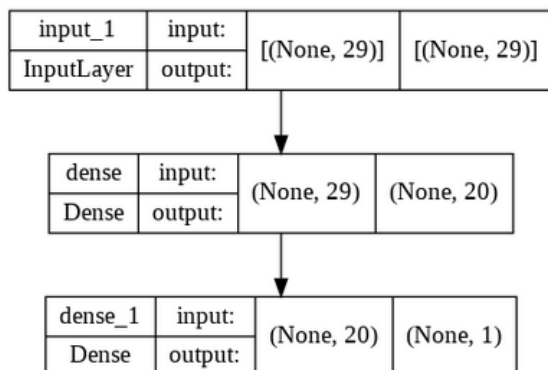 input_1 input: [(None, 29)] [(None, 29)]
InputLayer output:
dense input: (None, 29) (None, 20)
Dense output:
dense_1 input: (None, 20) (None, 1)
Dense output: